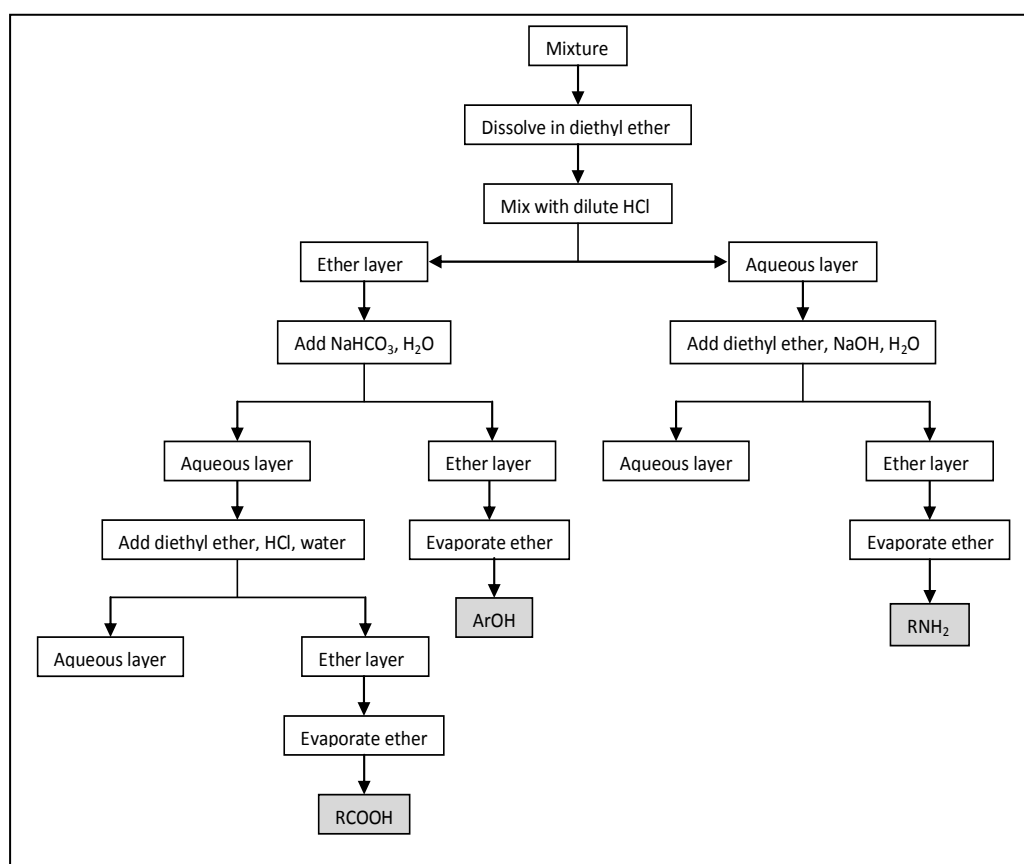 Mixture
Dissolve in diethyl ether
Mix with dilute HCl
Ether layer
Aqueous layer
Add NaHCO₃, H₂O
Add diethyl ether, NaOH, H₂O
Aqueous layer
Ether layer
Aqueous layer
Ether layer
Add diethyl ether, HCl, water
Evaporate ether
Evaporate ether
ArOH
RNH₂
Aqueous layer
Ether layer
Evaporate ether
RCOOH